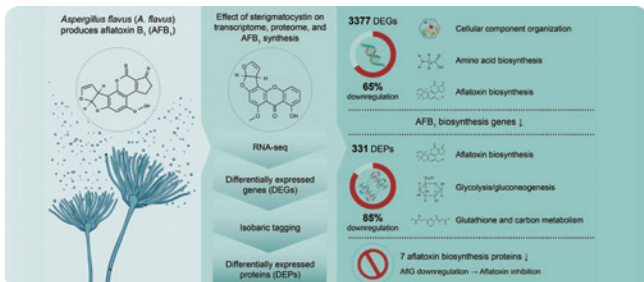 Aspergillus flavus (A. flavus)
produces aflatoxin B₁ (AFB₁)
Effect of sterigmatocystin on
transcriptome, proteome, and
AFB₁ synthesis
RNA-seq
Differentially expressed
genes (DEGs)
Isobaric tagging
Differentially expressed
proteins (DEPs)
3377 DEGs
65%
downregulation
Cellular component organization
Amino acid biosynthesis
Aflatoxin biosynthesis
AFB₁ biosynthesis genes ↓
331 DEPs
85%
downregulation
Aflatoxin biosynthesis
Glycolysis/gluconeogenesis
Glutathione and carbon metabolism
7 aflatoxin biosynthesis proteins ↓
AflG downregulation → Aflatoxin inhibition